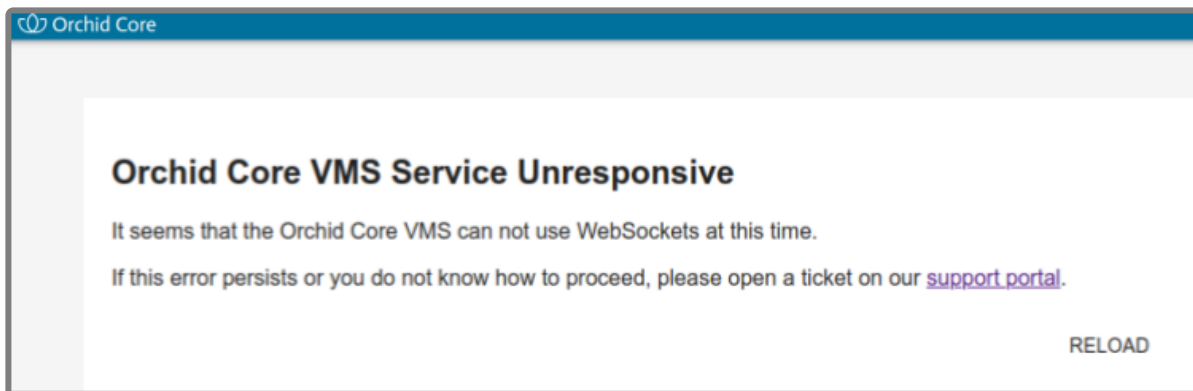 Orchid Core
Orchid Core VMS Service Unresponsive
It seems that the Orchid Core VMS can not use WebSockets at this time.
If this error persists or you do not know how to proceed, please open a ticket on our support portal.
RELOAD